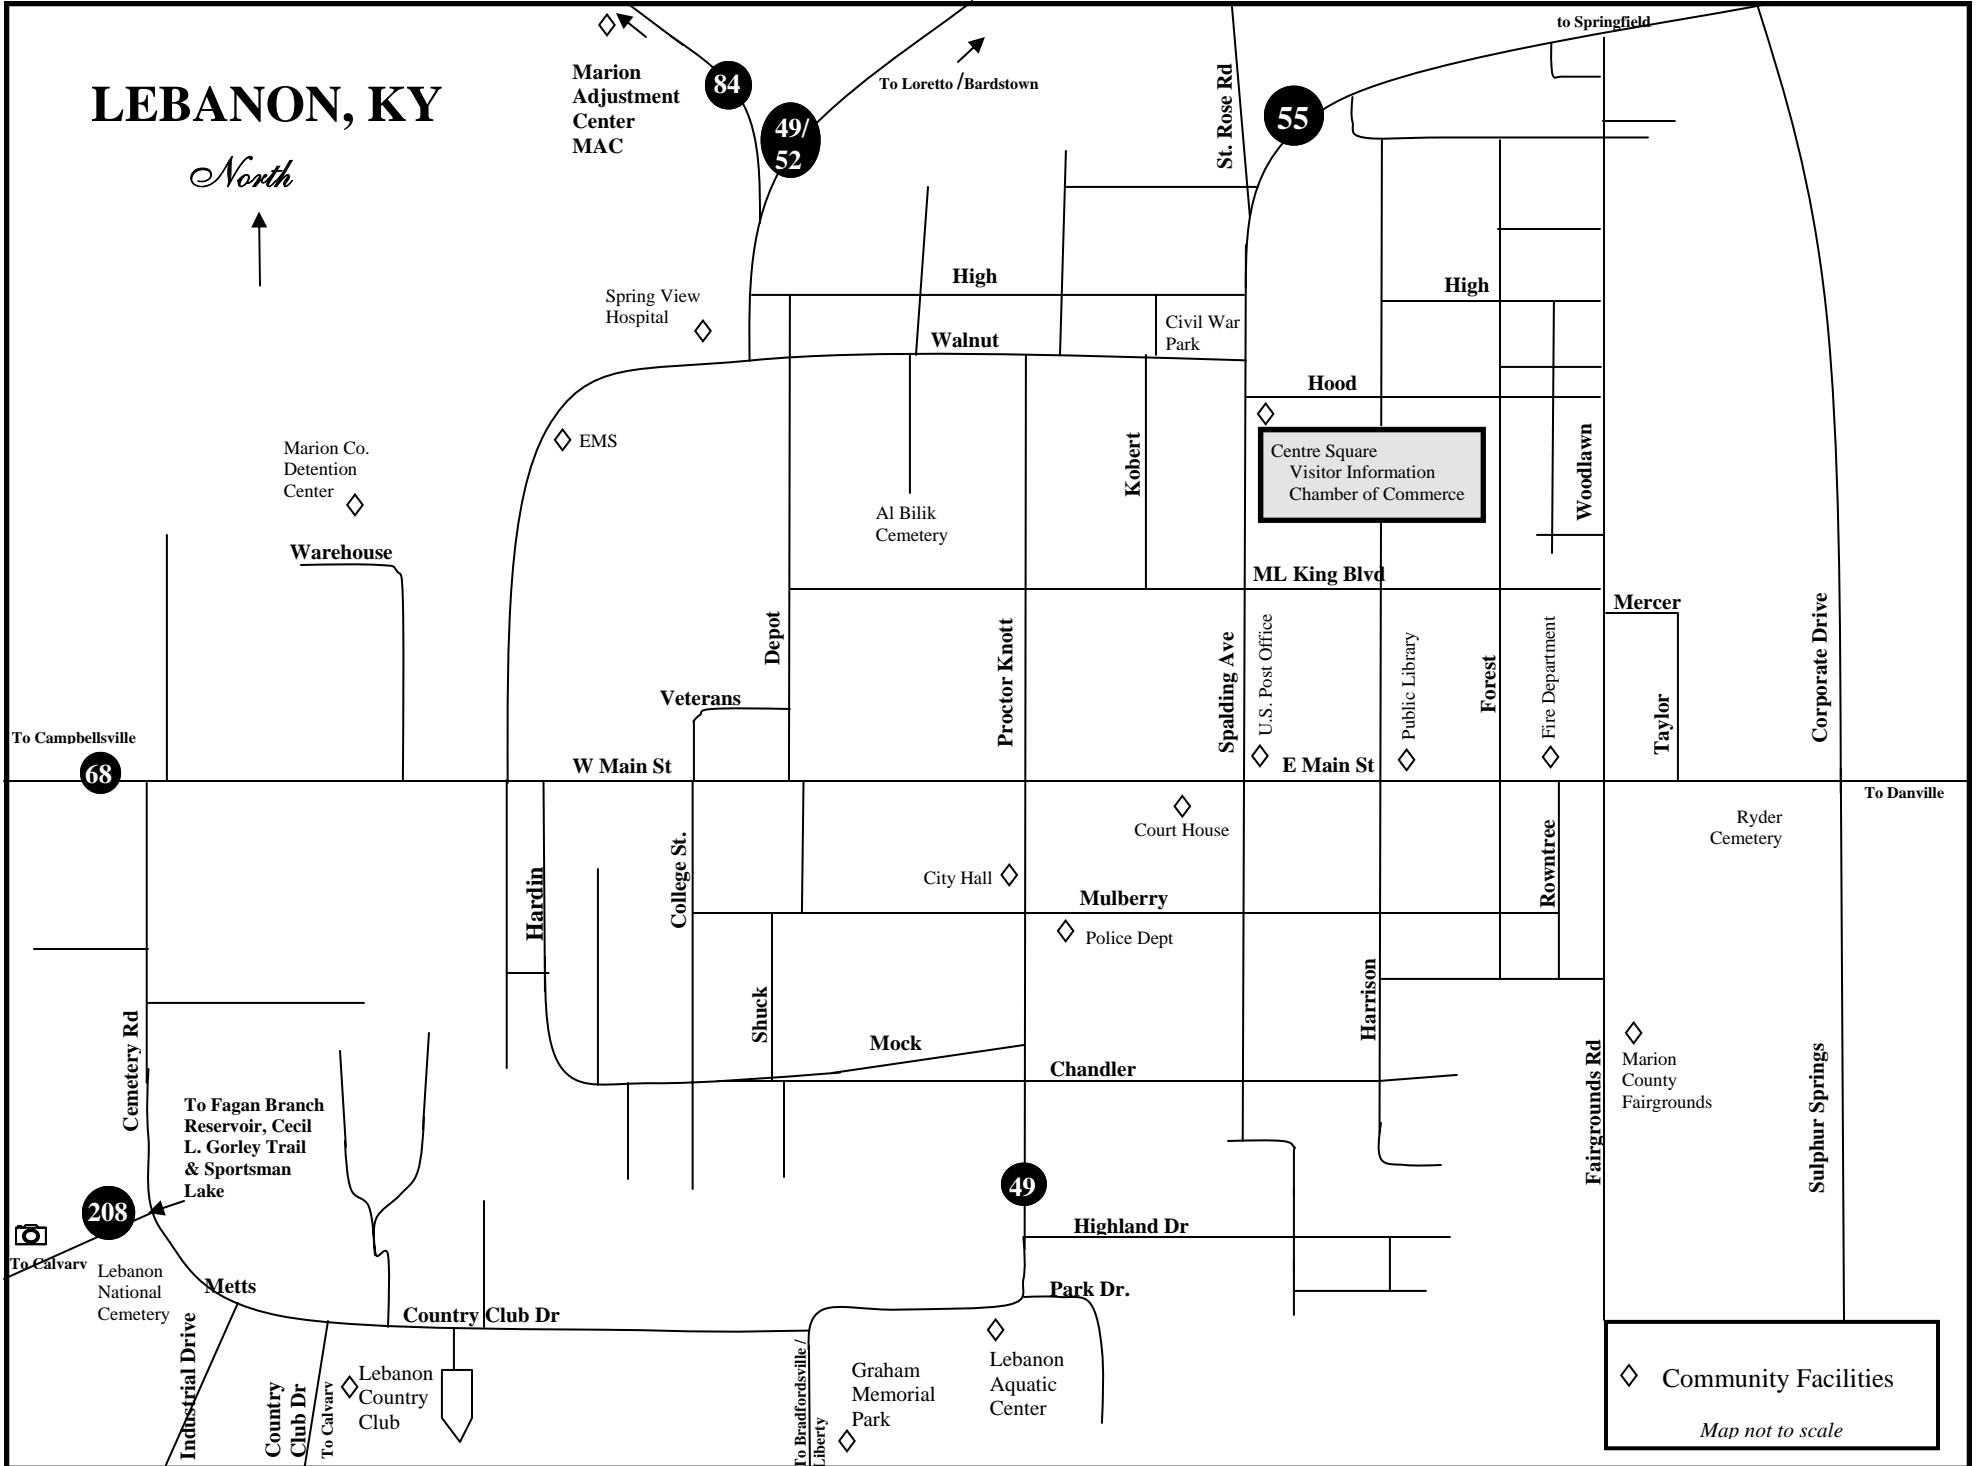 to Springfield
LEBANON, KY
North
Marion
Adjustment
Center
MAC
84
49/
52
To Loretto /Bardstown
St. Rose Rd
55
High
High
Spring View
Hospital
Civil War
Park
Walnut
Hood
EMS
Marion Co.
Detention
Center
Kobert
Centre Square
Visitor Information
Chamber of Commerce
Woodlawn
Al Bilik
Cemetery
Warehouse
ML King Blvd
Mercer
Depot
Proctor Knott
Spalding Ave
U.S. Post Office
Public Library
Forest
Fire Department
Taylor
Corporate Drive
Veterans
To Campbellsville
68
W Main St
E Main St
To Danville
Court House
Ryder
Cemetery
Hardin
College St.
City Hall
Rowntree
Mulberry
Police Dept
Shuck
Harrison
Mock
Chandler
Cemetery Rd
Fairgrounds Rd
Marion
County
Fairgrounds
Sulphur Springs
To Fagan Branch
Reservoir, Cecil
L. Gorley Trail
& Sportsman
Lake
208
49
Highland Dr
To Calvary
Lebanon
National
Cemetery
Metts
Park Dr.
Country Club Dr
Industrial Drive
Country
Club Dr
To Calvary
Lebanon
Country
Club
To Bradfordsville /
Liberty
Graham
Memorial
Park
Lebanon
Aquatic
Center
Community Facilities
Map not to scale